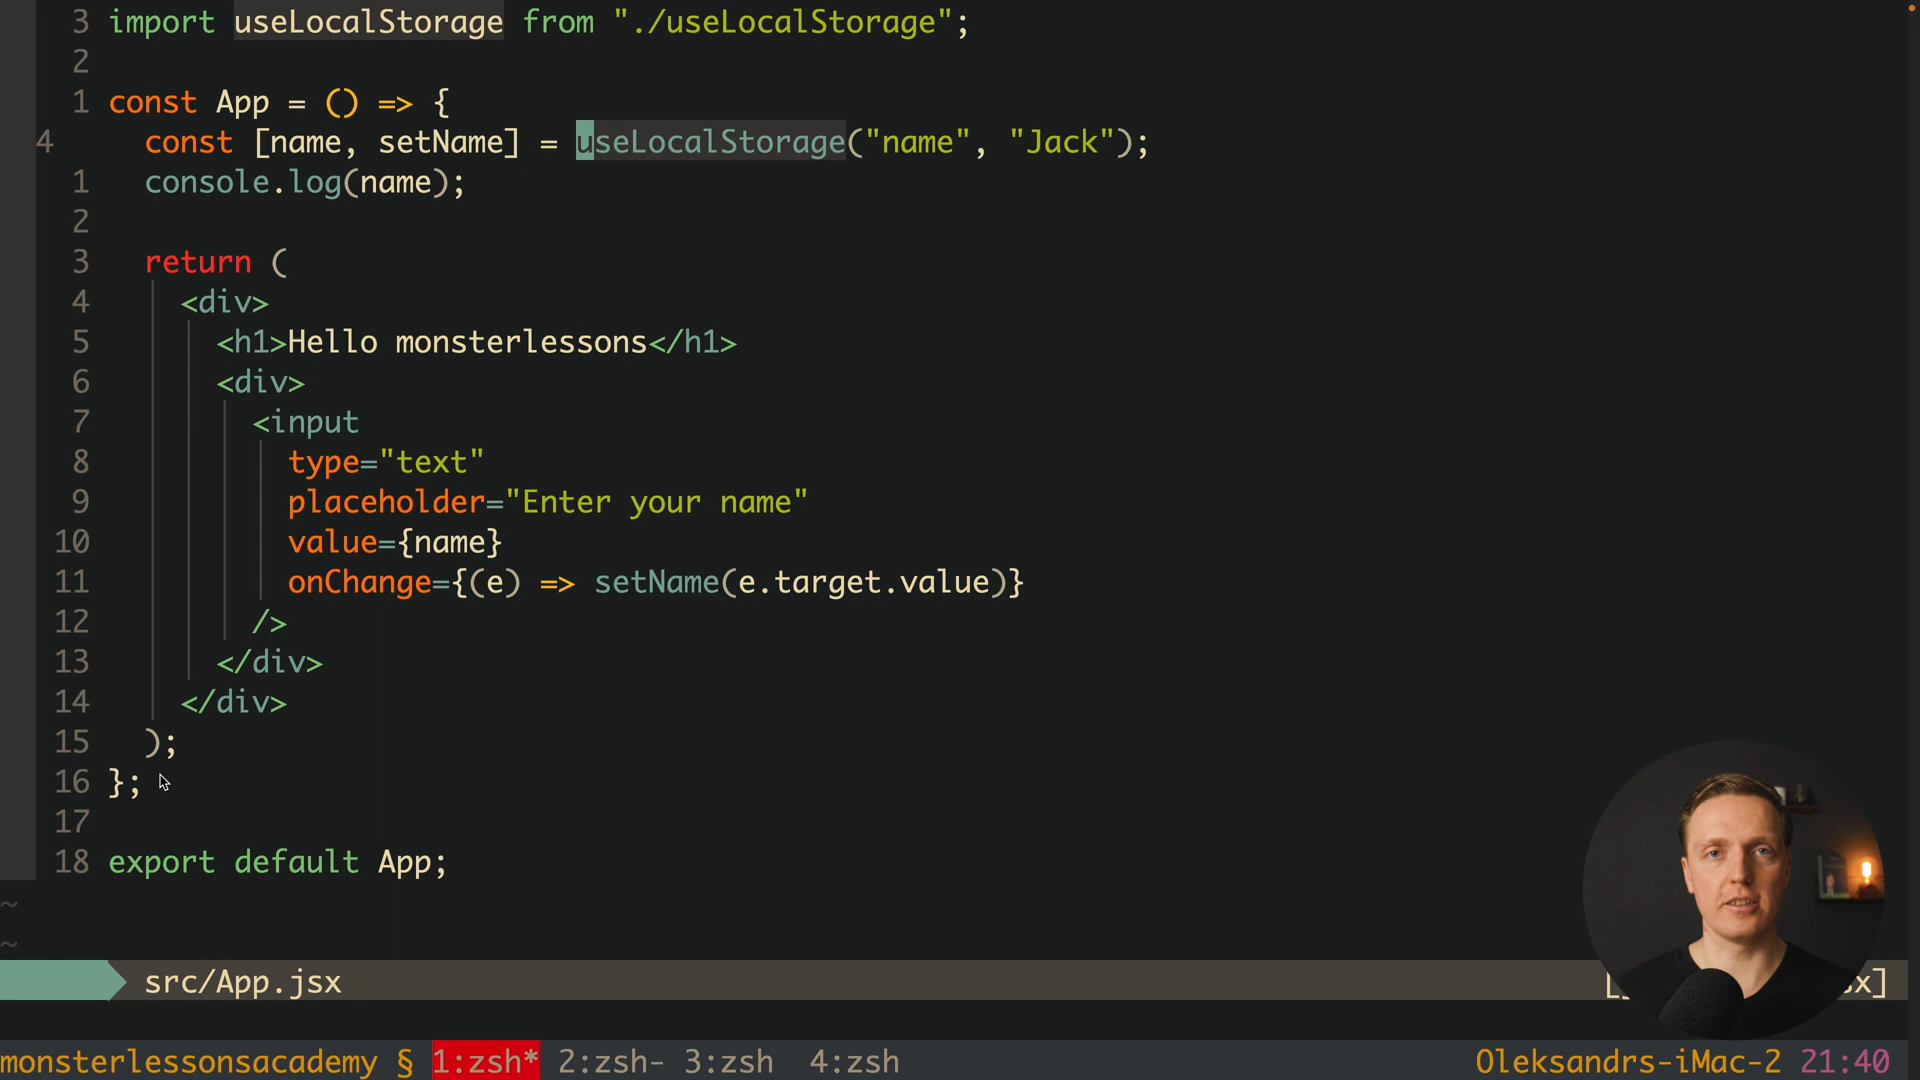 3 import useLocalStorage from "./useLocalStorage";
2
1 const App = () => {
4 const [name, setName] = useLocalStorage("name", "Jack");
1 console.log(name);
2
3 return (
4 <div>
5 <h1>Hello monsterlessons</h1>
6 <div>
7 <input
8 type="text"
9 placeholder="Enter your name"
10 value={name}
11 onChange={(e) => setName(e.target.value)}
12 />
13 </div>
14 </div>
15 );
16 };
17
18 export default App;
~
~
src/App.jsx
monsterlessonsacademy § 1:zsh* 2:zsh- 3:zsh 4:zsh Oleksandrs-iMac-2 21:40